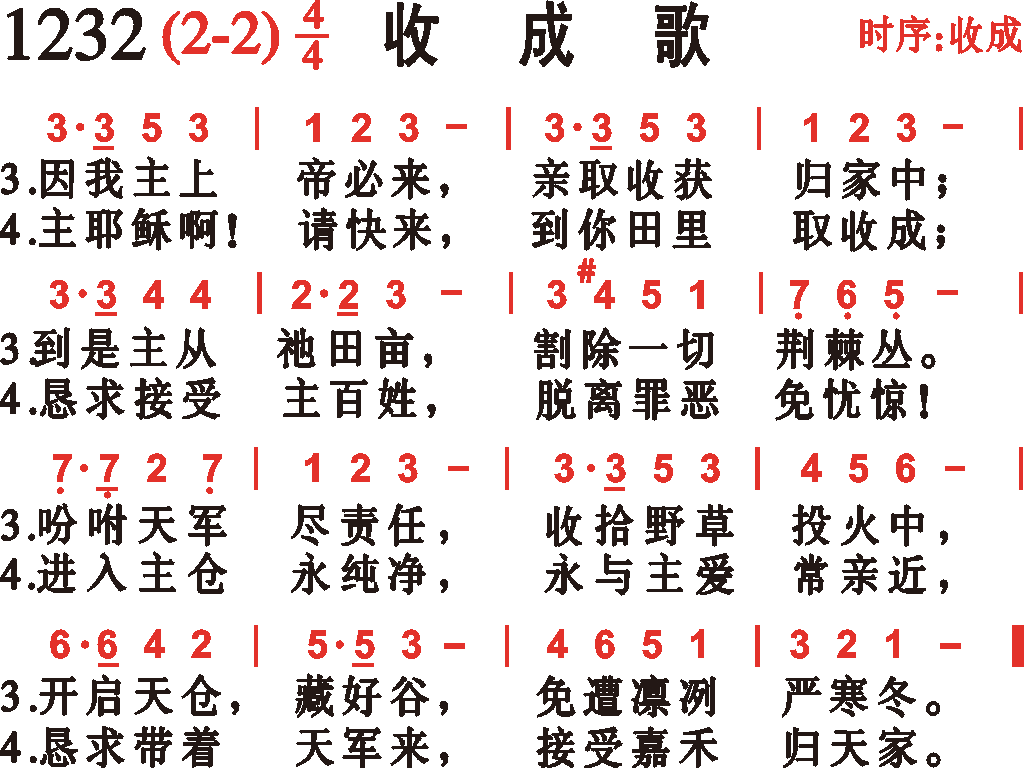 1232 (2-2) 4/4 收 成 歌 时序:收成
3·3 5 3 | 1 2 3 – | 3·3 5 3 | 1 2 3 – |
3.因我主上 帝必来， 亲取收获 归家中；
4.主耶稣啊！ 请快来， 到你田里 取收成；
3·3 4 4 | 2·2 3 – | 3 #4 5 1 | 7 6 5 – |
3.到是主从 祂田亩， 割除一切 荆棘丛。
4.恳求接受 主百姓， 脱离罪恶 免忧惊！
7·7 2 7 | 1 2 3 – | 3·3 5 3 | 4 5 6 – |
3.吩咐天军 尽责任， 收拾野草 投火中，
4.进入主仓 永纯净， 永与主爱 常亲近，
6·6 4 2 | 5·5 3 – | 4 6 5 1 | 3 2 1 –
3.开启天仓， 藏好谷， 免遭凛冽 严寒冬。
4.恳求带着 天军来， 接受嘉禾 归天家。